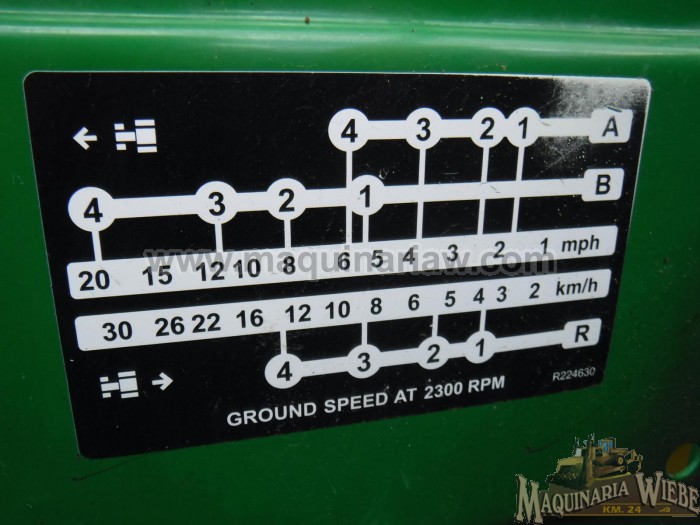 4 3 2 1 A
4 3 2 1 B
20 15 12 10 8 6 5 4 3 2 1 mph
www.maquinariaw.com
30 26 22 16 12 10 8 6 5 4 3 2 km/h
4 3 2 1 R
R224630
GROUND SPEED AT 2300 RPM
MAQUINARIA WIEBE
KM. 24